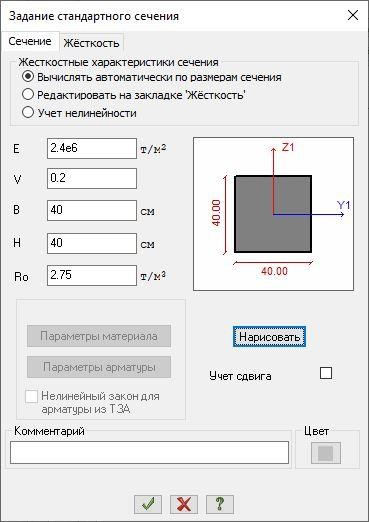 Задание стандартного сечения
Сечение Жёсткость
Жесткостные характеристики сечения
Вычислять автоматически по размерам сечения
Редактировать на закладке 'Жёсткость'
Учет нелинейности
E 2.4e6 т/м²
V 0.2
B 40 см
H 40 см
Ro 2.75 т/м³
Z1
Y1
40.00
40.00
Параметры материала
Параметры арматуры
Нелинейный закон для
арматуры из ТЗА
Нарисовать
Учет сдвига
Комментарий
Цвет
?